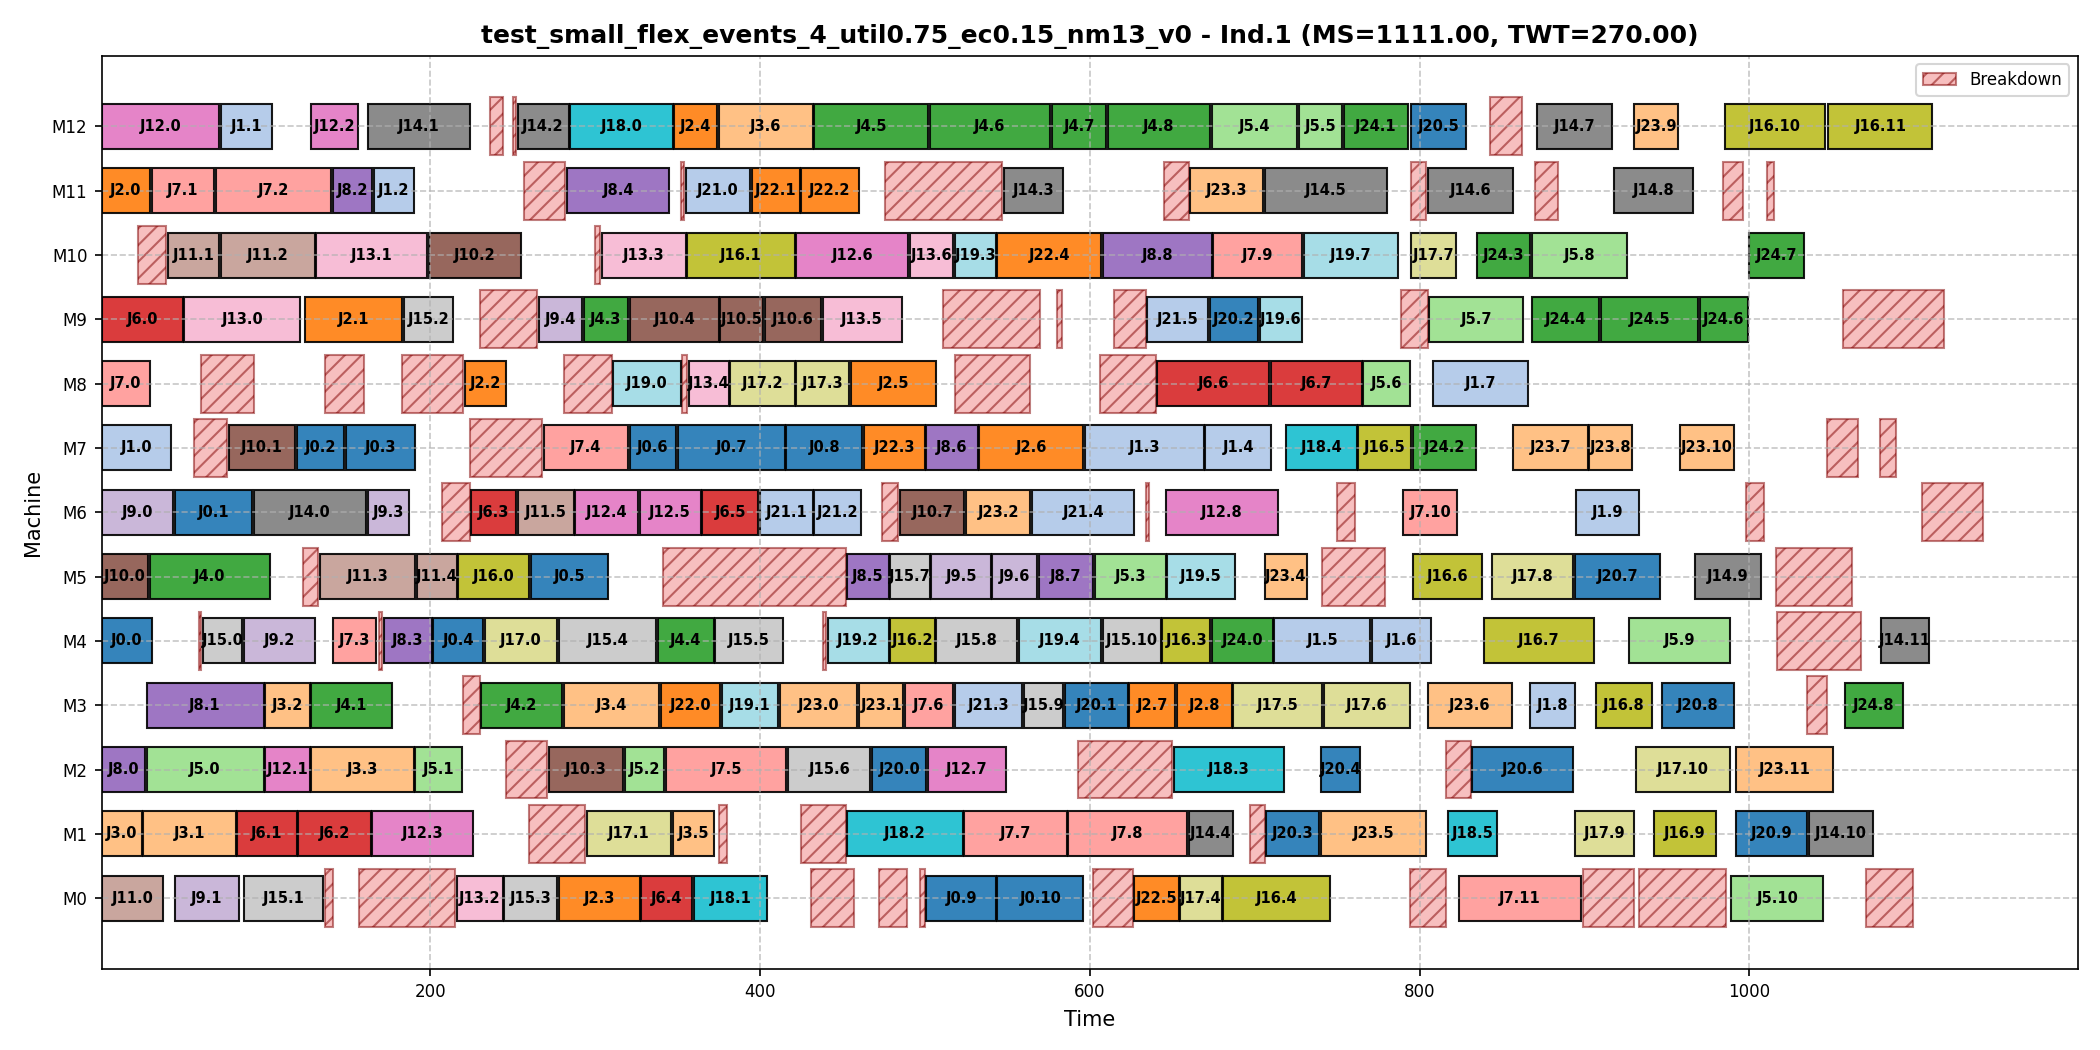 test_small_flex_events_4_util0.75_ec0.15_nm13_v0 - Ind.1 (MS=1111.00, TWT=270.00)
Breakdown
M12 J12.0 J1.1 J12.2 J14.1 J14.2 J18.0 J2.4 J3.6 J4.5 J4.6 J4.7 J4.8 J5.4 J5.5 J24.1 J20.5 J14.7 J23.9 J16.10 J16.11
M11 J2.0 J7.1 J7.2 J8.2 J1.2 J8.4 J21.0 J22.1 J22.2 J14.3 J23.3 J14.5 J14.6 J14.8
M10 J11.1 J11.2 J13.1 J10.2 J13.3 J16.1 J12.6 J13.6 J19.3 J22.4 J8.8 J7.9 J19.7 J17.7 J24.3 J5.8 J24.7
M9 J6.0 J13.0 J2.1 J15.2 J9.4 J4.3 J10.4 J10.5 J10.6 J13.5 J21.5 J20.2 J19.6 J5.7 J24.4 J24.5 J24.6
M8 J7.0 J2.2 J19.0 J13.4 J17.2 J17.3 J2.5 J6.6 J6.7 J5.6 J1.7
M7 J1.0 J10.1 J0.2 J0.3 J7.4 J0.6 J0.7 J0.8 J22.3 J8.6 J2.6 J1.3 J1.4 J18.4 J16.5 J24.2 J23.7 J23.8 J23.10
M6 J9.0 J0.1 J14.0 J9.3 J6.3 J11.5 J12.4 J12.5 J6.5 J21.1 J21.2 J10.7 J23.2 J21.4 J12.8 J7.10 J1.9
M5 J10.0 J4.0 J11.3 J11.4 J16.0 J0.5 J8.5 J15.7 J9.5 J9.6 J8.7 J5.3 J19.5 J23.4 J16.6 J17.8 J20.7 J14.9
M4 J0.0 J15.0 J9.2 J7.3 J8.3 J0.4 J17.0 J15.4 J4.4 J15.5 J19.2 J16.2 J15.8 J19.4 J15.10 J16.3 J24.0 J1.5 J1.6 J16.7 J5.9 J14.11
M3 J8.1 J3.2 J4.1 J4.2 J3.4 J22.0 J19.1 J23.0 J23.1 J7.6 J21.3 J15.9 J20.1 J2.7 J2.8 J17.5 J17.6 J23.6 J1.8 J16.8 J20.8 J24.8
M2 J8.0 J5.0 J12.1 J3.3 J5.1 J10.3 J5.2 J7.5 J15.6 J20.0 J12.7 J18.3 J20.4 J20.6 J17.10 J23.11
M1 J3.0 J3.1 J6.1 J6.2 J12.3 J17.1 J3.5 J18.2 J7.7 J7.8 J14.4 J20.3 J23.5 J18.5 J17.9 J16.9 J20.9 J14.10
M0 J11.0 J9.1 J15.1 J13.2 J15.3 J2.3 J6.4 J18.1 J0.9 J0.10 J22.5 J17.4 J16.4 J7.11 J5.10
200 400 600 800 1000
Time
Machine